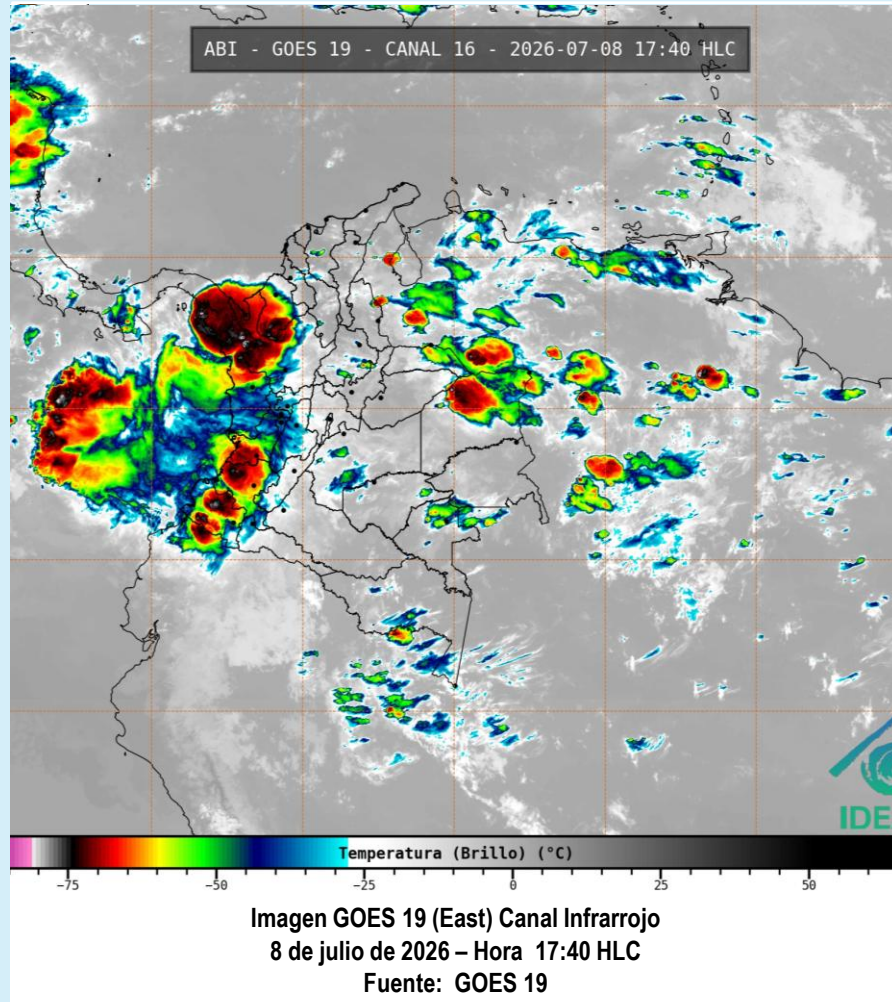 ABI - GOES 19 - CANAL 16 - 2026-07-08 17:40 HLC
IDE
Temperatura (Brillo) (°C)
−75 −50 −25 0 25 50
Imagen GOES 19 (East) Canal Infrarrojo
8 de julio de 2026 – Hora 17:40 HLC
Fuente: GOES 19